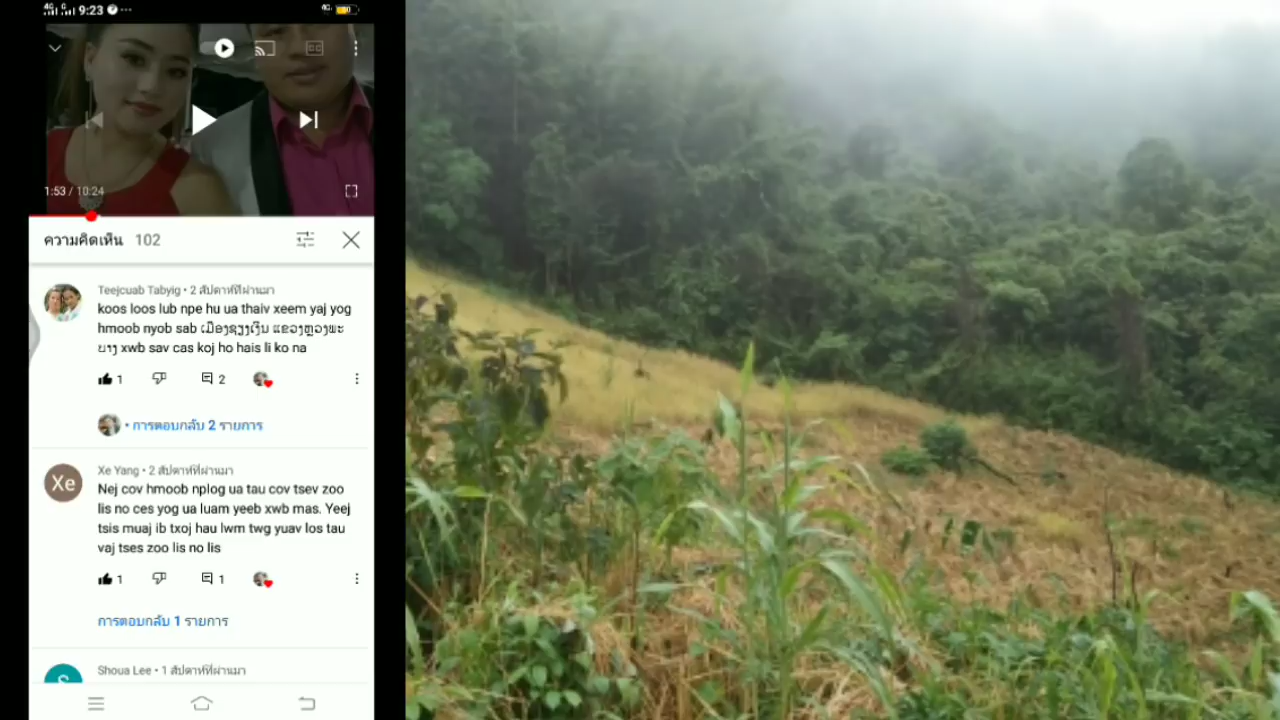 4G G 9:23
4G 50
1:53 / 10:24
ความคิดเห็น 102
Teejcuab Tabyig • 2 สัปดาห์ที่ผ่านมา
koos loos lub npe hu ua thaiv xeem yaj yog
hmoob nyob sab ເມືອງຊຽງເງິນ ແຂວງຫຼວງພະ
ບາງ xwb sav cas koj ho hais li ko na
1 2
• การตอบกลับ 2 รายการ
Xe
Xe Yang • 2 สัปดาห์ที่ผ่านมา
Nej cov hmoob nplog ua tau cov tsev zoo
lis no ces yog ua luam yeeb xwb mas. Yeej
tsis muaj ib txoj hau lwm twg yuav los tau
vaj tses zoo lis no lis
1 1
การตอบกลับ 1 รายการ
S
Shoua Lee • 1 สัปดาห์ที่ผ่านมา